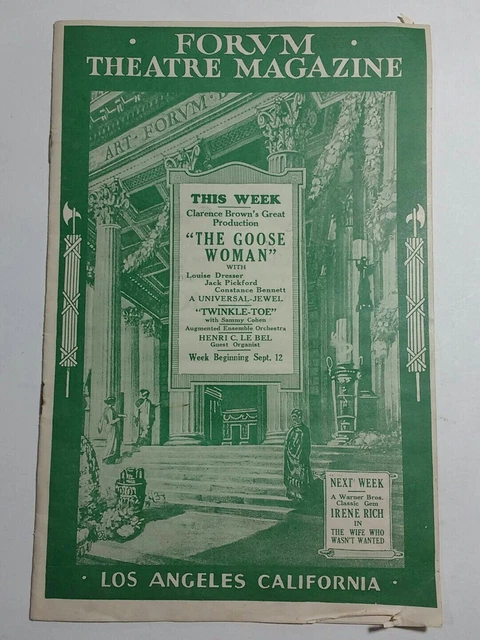 FORVM
THEATRE MAGAZINE
ART · FORVM ·
THIS WEEK
Clarence Brown's Great
Production
"THE GOOSE
WOMAN"
WITH
Louise Dresser
Jack Pickford
Constance Bennett
A UNIVERSAL-JEWEL
"TWINKLE-TOE"
with Sammy Cohen
Augmented Ensemble Orchestra
HENRI C. LE BEL
Guest Organist
Week Beginning Sept. 12
NEXT WEEK
A Warner Bros.
Classic Gem
IRENE RICH
IN
THE WIFE WHO
WASN'T WANTED
· LOS ANGELES CALIFORNIA ·